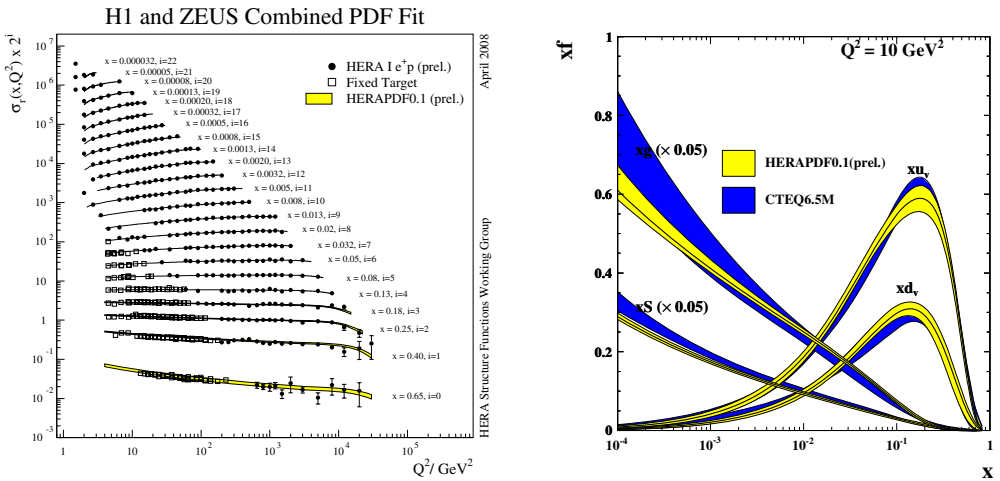 H1 and ZEUS Combined PDF Fit
σr(x,Q²) x 2ⁱ
10⁷
10⁶
10⁵
10⁴
10³
10²
10
1
10⁻¹
10⁻²
10⁻³
x = 0.000032, i=22
x = 0.00005, i=21
x = 0.00008, i=20
x = 0.00013, i=19
x = 0.00020, i=18
x = 0.00032, i=17
x = 0.0005, i=16
x = 0.0008, i=15
x = 0.0013, i=14
x = 0.0020, i=13
x = 0.0032, i=12
x = 0.005, i=11
x = 0.008, i=10
x = 0.013, i=9
x = 0.02, i=8
x = 0.032, i=7
x = 0.05, i=6
x = 0.08, i=5
x = 0.13, i=4
x = 0.18, i=3
x = 0.25, i=2
x = 0.40, i=1
x = 0.65, i=0
HERA I e⁺p (prel.)
Fixed Target
HERAPDF0.1 (prel.)
1
10
10²
10³
10⁴
10⁵
Q²/ GeV²
April 2008
HERA Structure Functions Working Group
xf
1
0.8
0.6
0.4
0.2
0
Q² = 10 GeV²
xg (× 0.05)
HERAPDF0.1(prel.)
CTEQ6.5M
xuᵥ
xdᵥ
xS (× 0.05)
10⁻⁴
10⁻³
10⁻²
10⁻¹
1
x